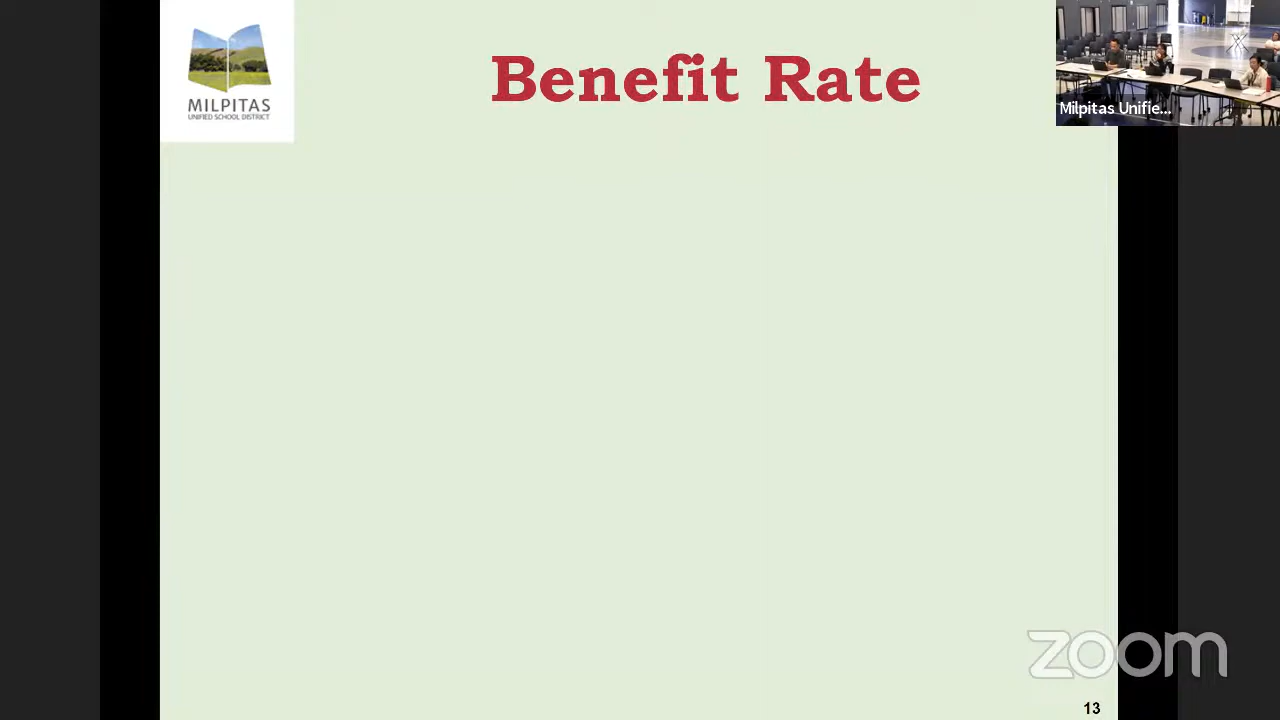 Benefit Rate
MILPITAS
UNIFIED SCHOOL DISTRICT
Milpitas Unifie...
zoom
13